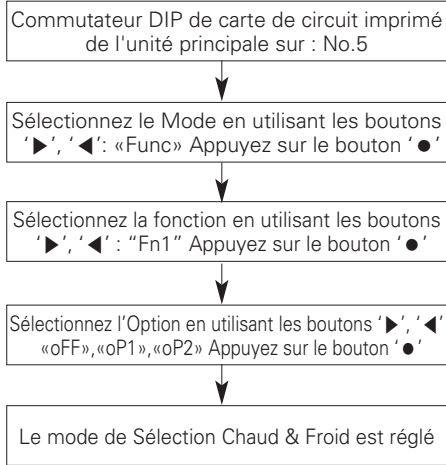 Commutateur DIP de carte de circuit imprimé
de l'unité principale sur : No.5
Sélectionnez le Mode en utilisant les boutons
‘▶’, ‘◀’: «Func» Appuyez sur le bouton ‘●’
Sélectionnez la fonction en utilisant les boutons
‘▶’, ‘◀’ : “Fn1” Appuyez sur le bouton ‘●’
Sélectionnez l’Option en utilisant les boutons ‘▶’, ‘◀’
«oFF»,«oP1»,«oP2» Appuyez sur le bouton ‘●’
Le mode de Sélection Chaud & Froid est réglé